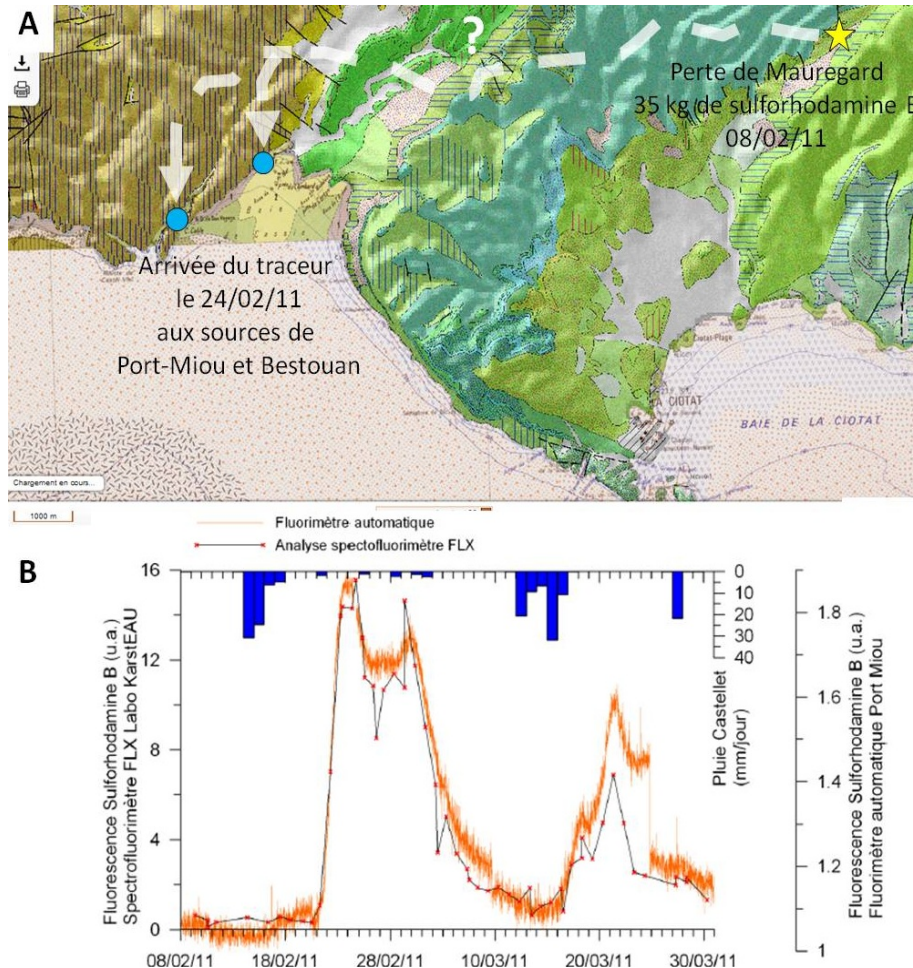 A
?
Perte de Mauregard
35 kg de sulforhodamine B
08/02/11
Arrivée du traceur
le 24/02/11
aux sources de
Port-Miou et Bestouan
LA CIOTAT
Ciotat-Plage
BAIE DE LA CIOTAT
Chargement en cours...
1000 m
Fluorimètre automatique
Analyse spectofluorimètre FLX
B
Fluorescence Sulforhodamine B (u.a.)
Spectrofluorimètre FLX Labo KarstEAU
16
12
8
4
0
0
10
20
30
40
Pluie Castellet
(mm/jour)
1.8
1.6
1.4
1.2
1
Fluorescence Sulforhodamine B (u.a.)
Fluorimètre automatique Port Miou
08/02/11
18/02/11
28/02/11
10/03/11
20/03/11
30/03/11